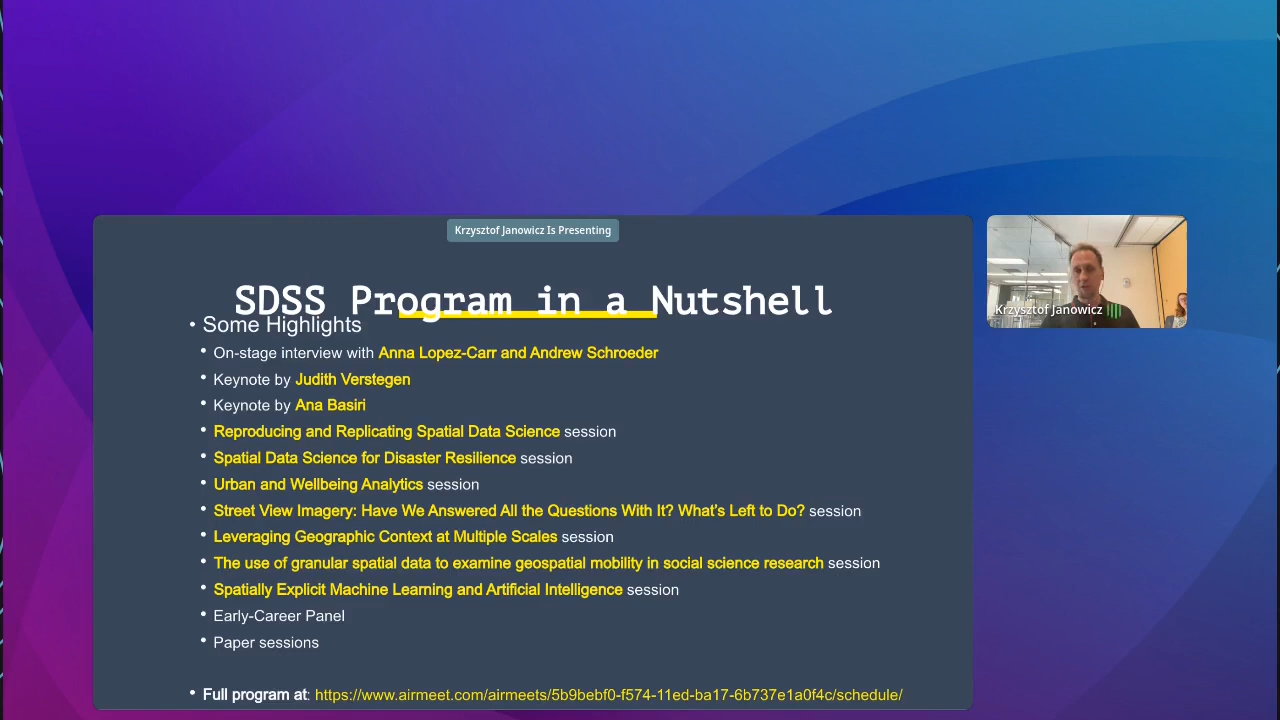 Krzysztof Janowicz Is Presenting
SDSS Program in a Nutshell
• Some Highlights
• On-stage interview with Anna Lopez-Carr and Andrew Schroeder
• Keynote by Judith Verstegen
• Keynote by Ana Basiri
• Reproducing and Replicating Spatial Data Science session
• Spatial Data Science for Disaster Resilience session
• Urban and Wellbeing Analytics session
• Street View Imagery: Have We Answered All the Questions With It? What's Left to Do? session
• Leveraging Geographic Context at Multiple Scales session
• The use of granular spatial data to examine geospatial mobility in social science research session
• Spatially Explicit Machine Learning and Artificial Intelligence session
• Early-Career Panel
• Paper sessions
• Full program at: https://www.airmeet.com/airmeets/5b9bebf0-f574-11ed-ba17-6b737e1a0f4c/schedule/
Krzysztof Janowicz